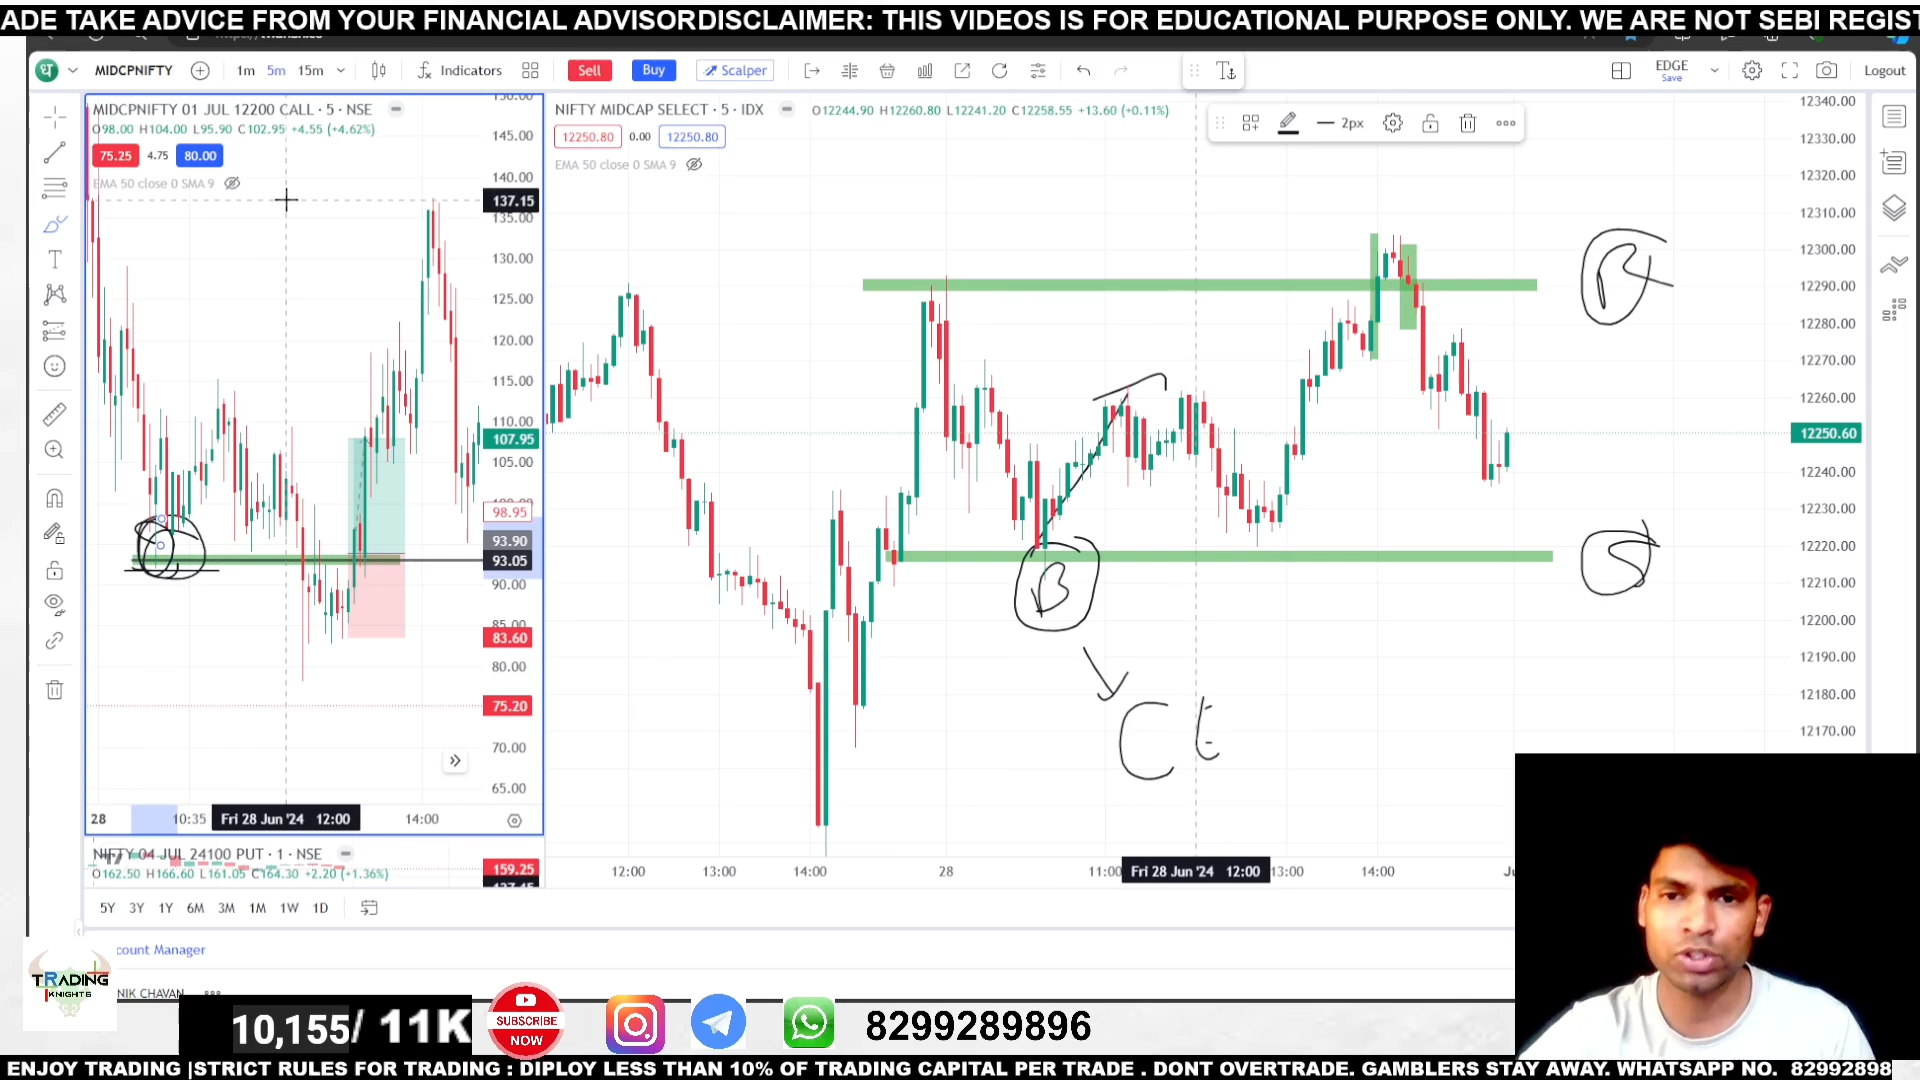 ADE TAKE ADVICE FROM YOUR FINANCIAL ADVISORDISCLAIMER: THIS VIDEOS IS FOR EDUCATIONAL PURPOSE ONLY. WE ARE NOT SEBI REGIST
MIDCPNIFTY 1m 5m 15m Indicators Sell Buy Scalper EDGE Save Logout
MIDCPNIFTY 01 JUL 12200 CALL · 5 · NSE
O98.00 H104.00 L95.90 C102.95 +4.55 (+4.62%)
75.25 4.75 80.00
EMA 50 close 0 SMA 9
NIFTY MIDCAP SELECT · 5 · IDX O12244.90 H12260.80 L12241.20 C12258.55 +13.60 (+0.11%)
12250.80 0.00 12250.80
EMA 50 close 0 SMA 9
2px
150.00
145.00
140.00
137.15
135.00
130.00
125.00
120.00
115.00
110.00
107.95
105.00
98.95
93.90
93.05
90.00
85.00
83.60
80.00
75.20
70.00
65.00
12340.00
12330.00
12320.00
12310.00
12300.00
12290.00
12280.00
12270.00
12260.00
12250.60
12240.00
12230.00
12220.00
12210.00
12200.00
12190.00
12180.00
12170.00
R
S
B
CE
28 10:35 Fri 28 Jun '24 12:00 14:00
NIFTY 04 JUL 24100 PUT · 1 · NSE
O162.50 H166.60 L161.05 C164.30 +2.20 (+1.36%)
159.25
12:00 13:00 14:00 28 11:00 Fri 28 Jun '24 12:00 13:00 14:00
5Y 3Y 1Y 6M 3M 1M 1W 1D
count Manager
NIK CHAVAN
TRADING
KNIGHTS
10,155/ 11K SUBSCRIBE NOW 8299289896
ENJOY TRADING |STRICT RULES FOR TRADING : DIPLOY LESS THAN 10% OF TRADING CAPITAL PER TRADE . DONT OVERTRADE. GAMBLERS STAY AWAY. WHATSAPP NO. 82992898